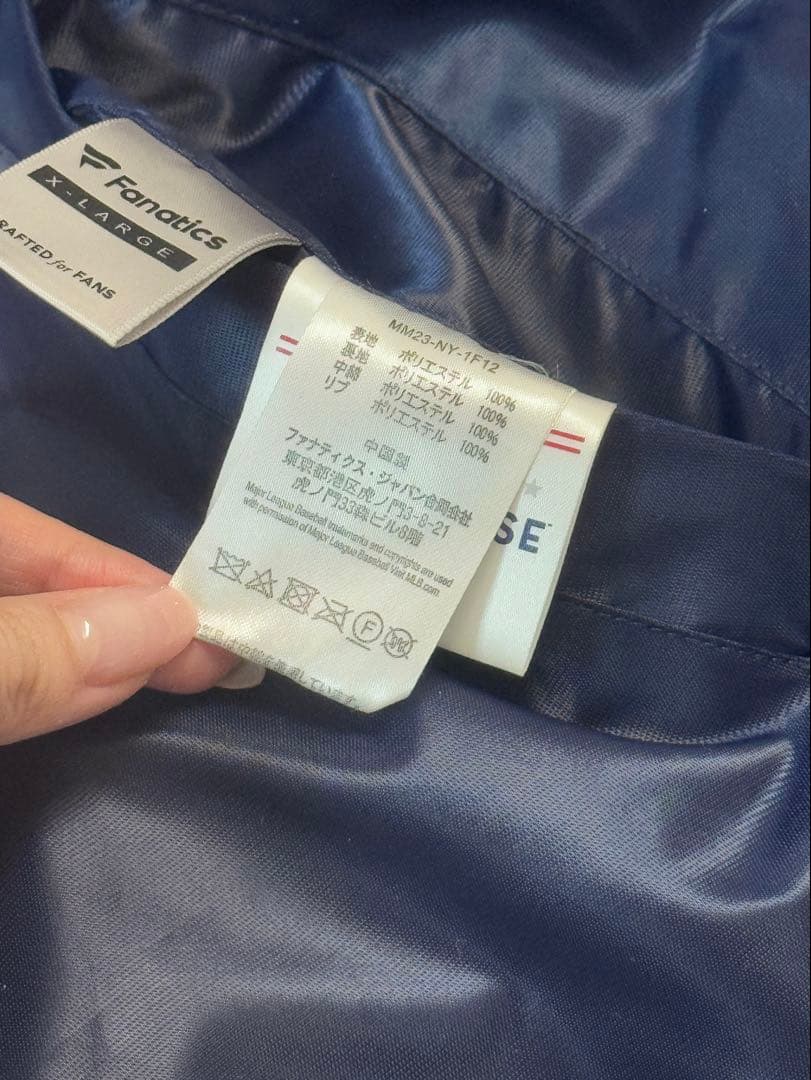 Fanatics
X-LARGE
RAFTED for FANS
MM23-NY-1F12
表地 ポリエステル 100%
裏地 ポリエステル 100%
中綿 ポリエステル 100%
リブ ポリエステル 100%
中国製
ファナティクス・ジャパン合同会社
東京都港区虎ノ門3-8-21
虎ノ門33森ビル8階
Major League Baseball trademarks and copyrights are used
with permission of Major League Baseball Visit MLB.com
F
SE™